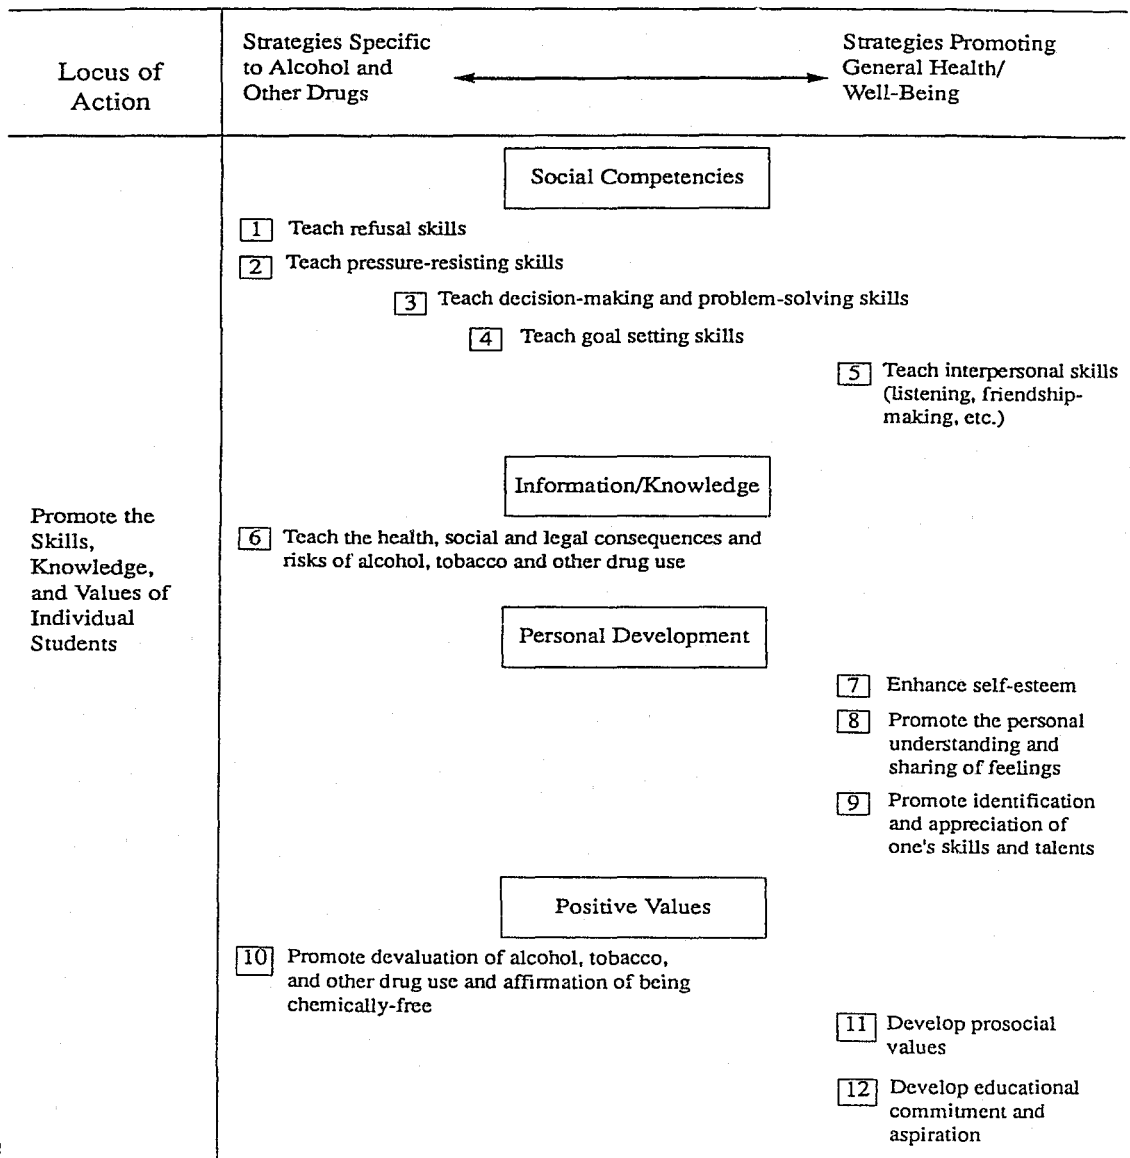 Locus of
Action
Strategies Specific
to Alcohol and
Other Drugs
Strategies Promoting
General Health/
Well-Being
Social Competencies
1 Teach refusal skills
2 Teach pressure-resisting skills
3 Teach decision-making and problem-solving skills
4 Teach goal setting skills
5 Teach interpersonal skills
(listening, friendship-
making, etc.)
Promote the
Skills,
Knowledge,
and Values of
Individual
Students
Information/Knowledge
6 Teach the health, social and legal consequences and
risks of alcohol, tobacco and other drug use
Personal Development
7 Enhance self-esteem
8 Promote the personal
understanding and
sharing of feelings
9 Promote identification
and appreciation of
one's skills and talents
Positive Values
10 Promote devaluation of alcohol, tobacco,
and other drug use and affirmation of being
chemically-free
11 Develop prosocial
values
12 Develop educational
commitment and
aspiration